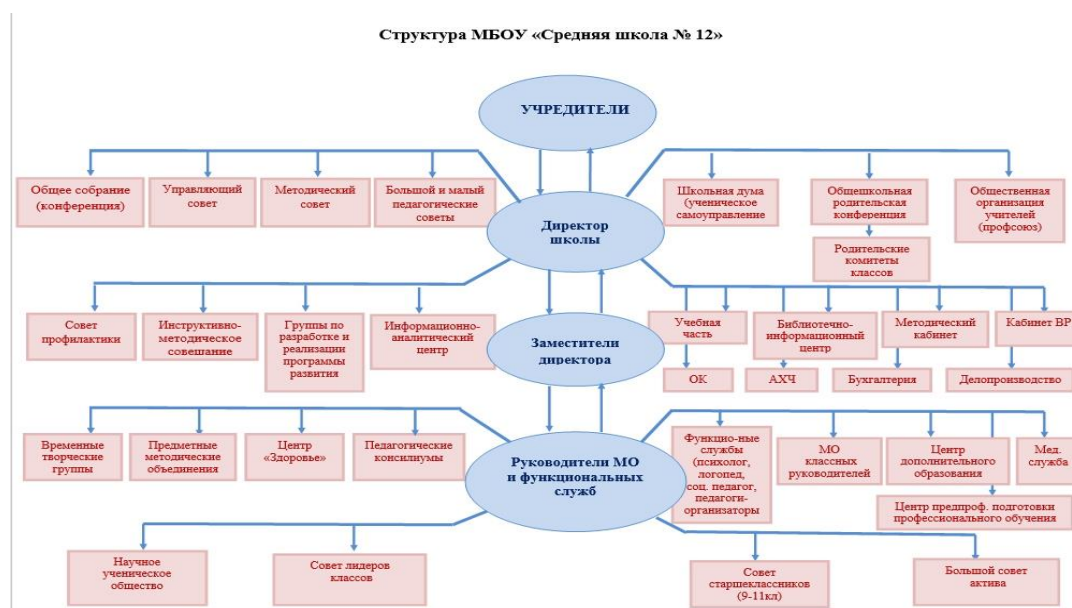 Структура МБОУ «Средняя школа № 12»
УЧРЕДИТЕЛИ
Общее собрание
(конференция)
Управляющий
совет
Методический
совет
Большой и малый
педагогические
советы
Школьная дума
(ученическое
самоуправление
Общешкольная
родительская
конференция
Общественная
организация
учителей
(профсоюз)
Директор
школы
Родительские
комитеты
классов
Совет
профилактики
Инструктивно-
методическое
совешание
Группы по
разработке и
реализации
программы
развития
Информационно-
аналитический
центр
Заместители
директора
Учебная
часть
Библиотечно-
информационный
центр
Методический
кабинет
Кабинет ВР
ОК
АХЧ
Бухгалтерия
Делопроизводство
Временные
творческие
группы
Предметные
методические
объединения
Центр
«Здоровье»
Педагогические
консилиумы
Руководители МО
и функциональных
служб
Функцио-ные
службы
(психолог,
логопед,
соц. педагог,
педагоги-
организаторы
МО
классных
руководителей
Центр
дополнительного
образования
Мед.
служба
Центр предпроф. подготовки
профессионального обучения
Научное
ученическое
общество
Совет лидеров
классов
Совет
старшеклассников
(9-11кл)
Большой совет
актива